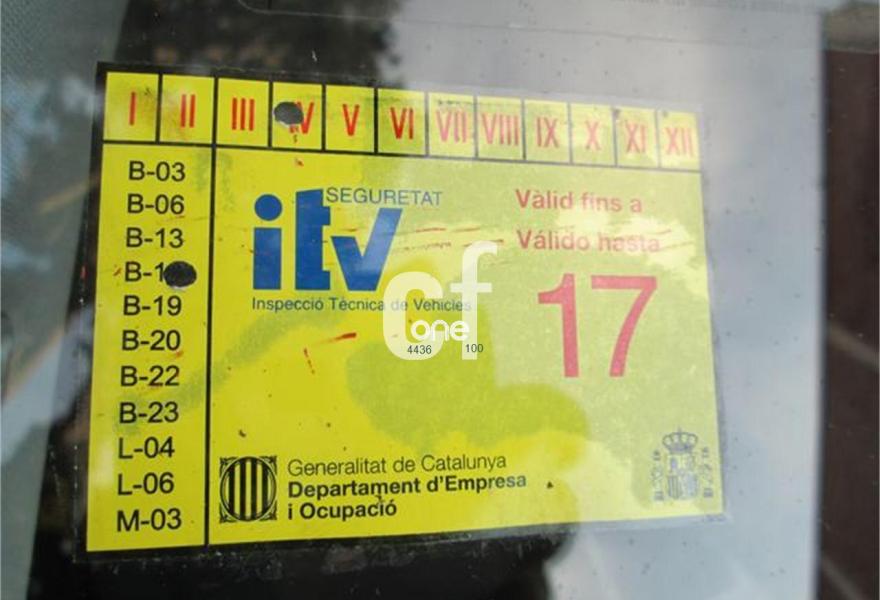 I II III IV V VI VII VIII IX X XI XII
B-03
B-06
B-13
B-19
B-20
B-22
B-23
L-04
L-06
M-03
SEGURETAT
itv
Inspecció Tècnica de Vehicles
Vàlid fins a
Válido hasta
17
cf
one
4436 100
Generalitat de Catalunya
Departament d'Empresa
i Ocupació